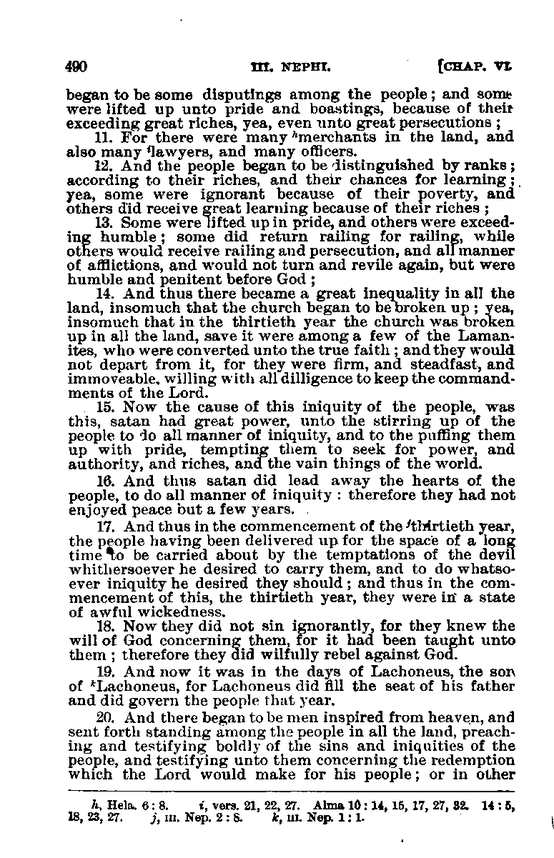 490 III. NEPHI. [CHAP. VI.
began to be some disputings among the people; and some
were lifted up unto pride and boastings, because of their
exceeding great riches, yea, even unto great persecutions;
11. For there were many hmerchants in the land, and
also many ilawyers, and many officers.
12. And the people began to be distinguished by ranks;
according to their riches, and their chances for learning;
yea, some were ignorant because of their poverty, and
others did receive great learning because of their riches;
13. Some were lifted up in pride, and others were exceed-
ing humble; some did return railing for railing, while
others would receive railing and persecution, and all manner
of afflictions, and would not turn and revile again, but were
humble and penitent before God;
14. And thus there became a great inequality in all the
land, insomuch that the church began to be broken up; yea,
insomuch that in the thirtieth year the church was broken
up in all the land, save it were among a few of the Laman-
ites, who were converted unto the true faith; and they would
not depart from it, for they were firm, and steadfast, and
immoveable, willing with all dilligence to keep the command-
ments of the Lord.
15. Now the cause of this iniquity of the people, was
this, satan had great power, unto the stirring up of the
people to do all manner of iniquity, and to the puffing them
up with pride, tempting them to seek for power, and
authority, and riches, and the vain things of the world.
16. And thus satan did lead away the hearts of the
people, to do all manner of iniquity: therefore they had not
enjoyed peace but a few years.
17. And thus in the commencement of the jthirtieth year,
the people having been delivered up for the space of a long
time to be carried about by the temptations of the devil
whithersoever he desired to carry them, and to do whatso-
ever iniquity he desired they should; and thus in the com-
mencement of this, the thirtieth year, they were in a state
of awful wickedness.
18. Now they did not sin ignorantly, for they knew the
will of God concerning them, for it had been taught unto
them; therefore they did wilfully rebel against God.
19. And now it was in the days of Lachoneus, the son
of kLachoneus, for Lachoneus did fill the seat of his father
and did govern the people that year.
20. And there began to be men inspired from heaven, and
sent forth standing among the people in all the land, preach-
ing and testifying boldly of the sins and iniquities of the
people, and testifying unto them concerning the redemption
which the Lord would make for his people; or in other
h, Hela. 6:8. i, vers. 21, 22, 27. Alma 10:14, 15, 17, 27, 32. 14:5,
18, 23, 27. j, III. Nep. 2:8. k, III. Nep. 1:1.